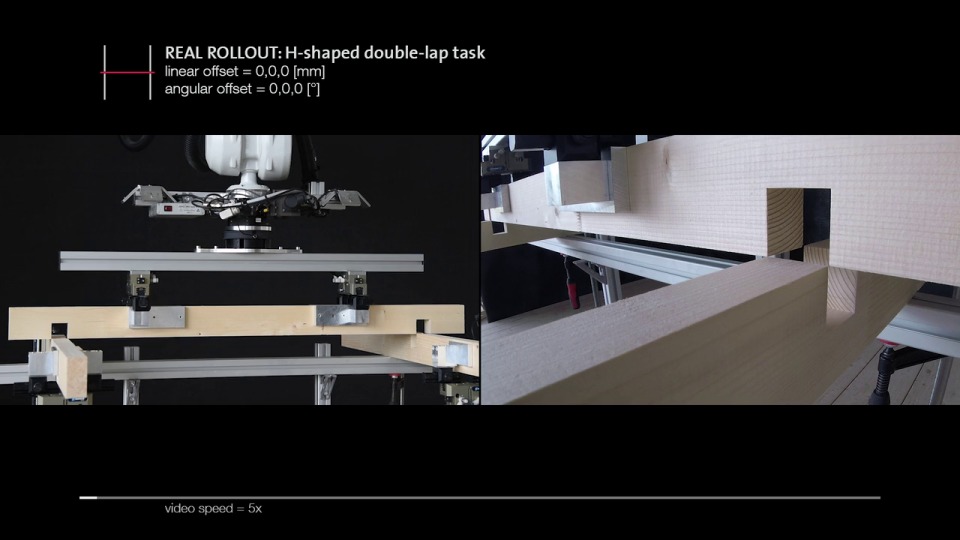 REAL ROLLOUT: H-shaped double-lap task
linear offset = 0,0,0 [mm]
angular offset = 0,0,0 [°]
video speed = 5x